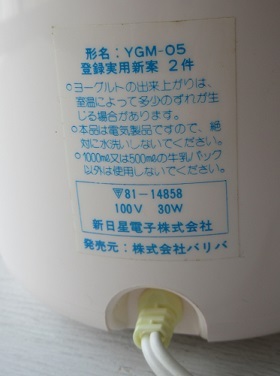 形名：YGM-05
登録実用新案 2件
○ヨーグルトの出来上がりは、
室温によって多少のずれが生
じる場合があります。
○本品は電気製品ですので、絶
対に水洗いしないでください。
○1000ml又は500mlの牛乳パック
以外は使用しないでください。
81-14858
100V 30W
新日星電子株式会社
発売元：株式会社バリバ